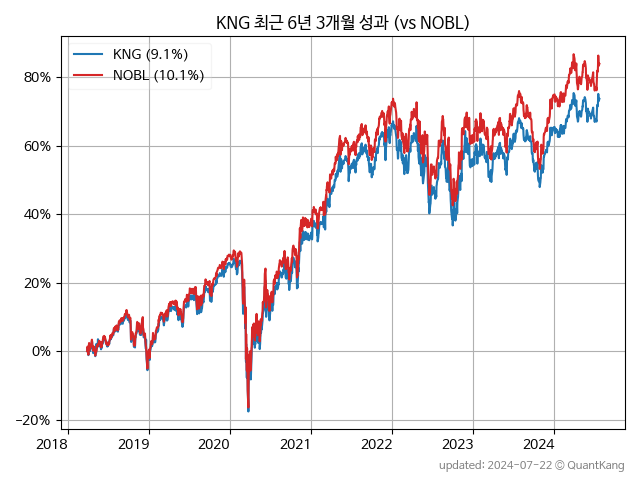 KNG 최근 6년 3개월 성과 (vs NOBL)
KNG (9.1%)
NOBL (10.1%)
80%
60%
40%
20%
0%
−20%
2018 2019 2020 2021 2022 2023 2024
updated: 2024-07-22 © QuantKang